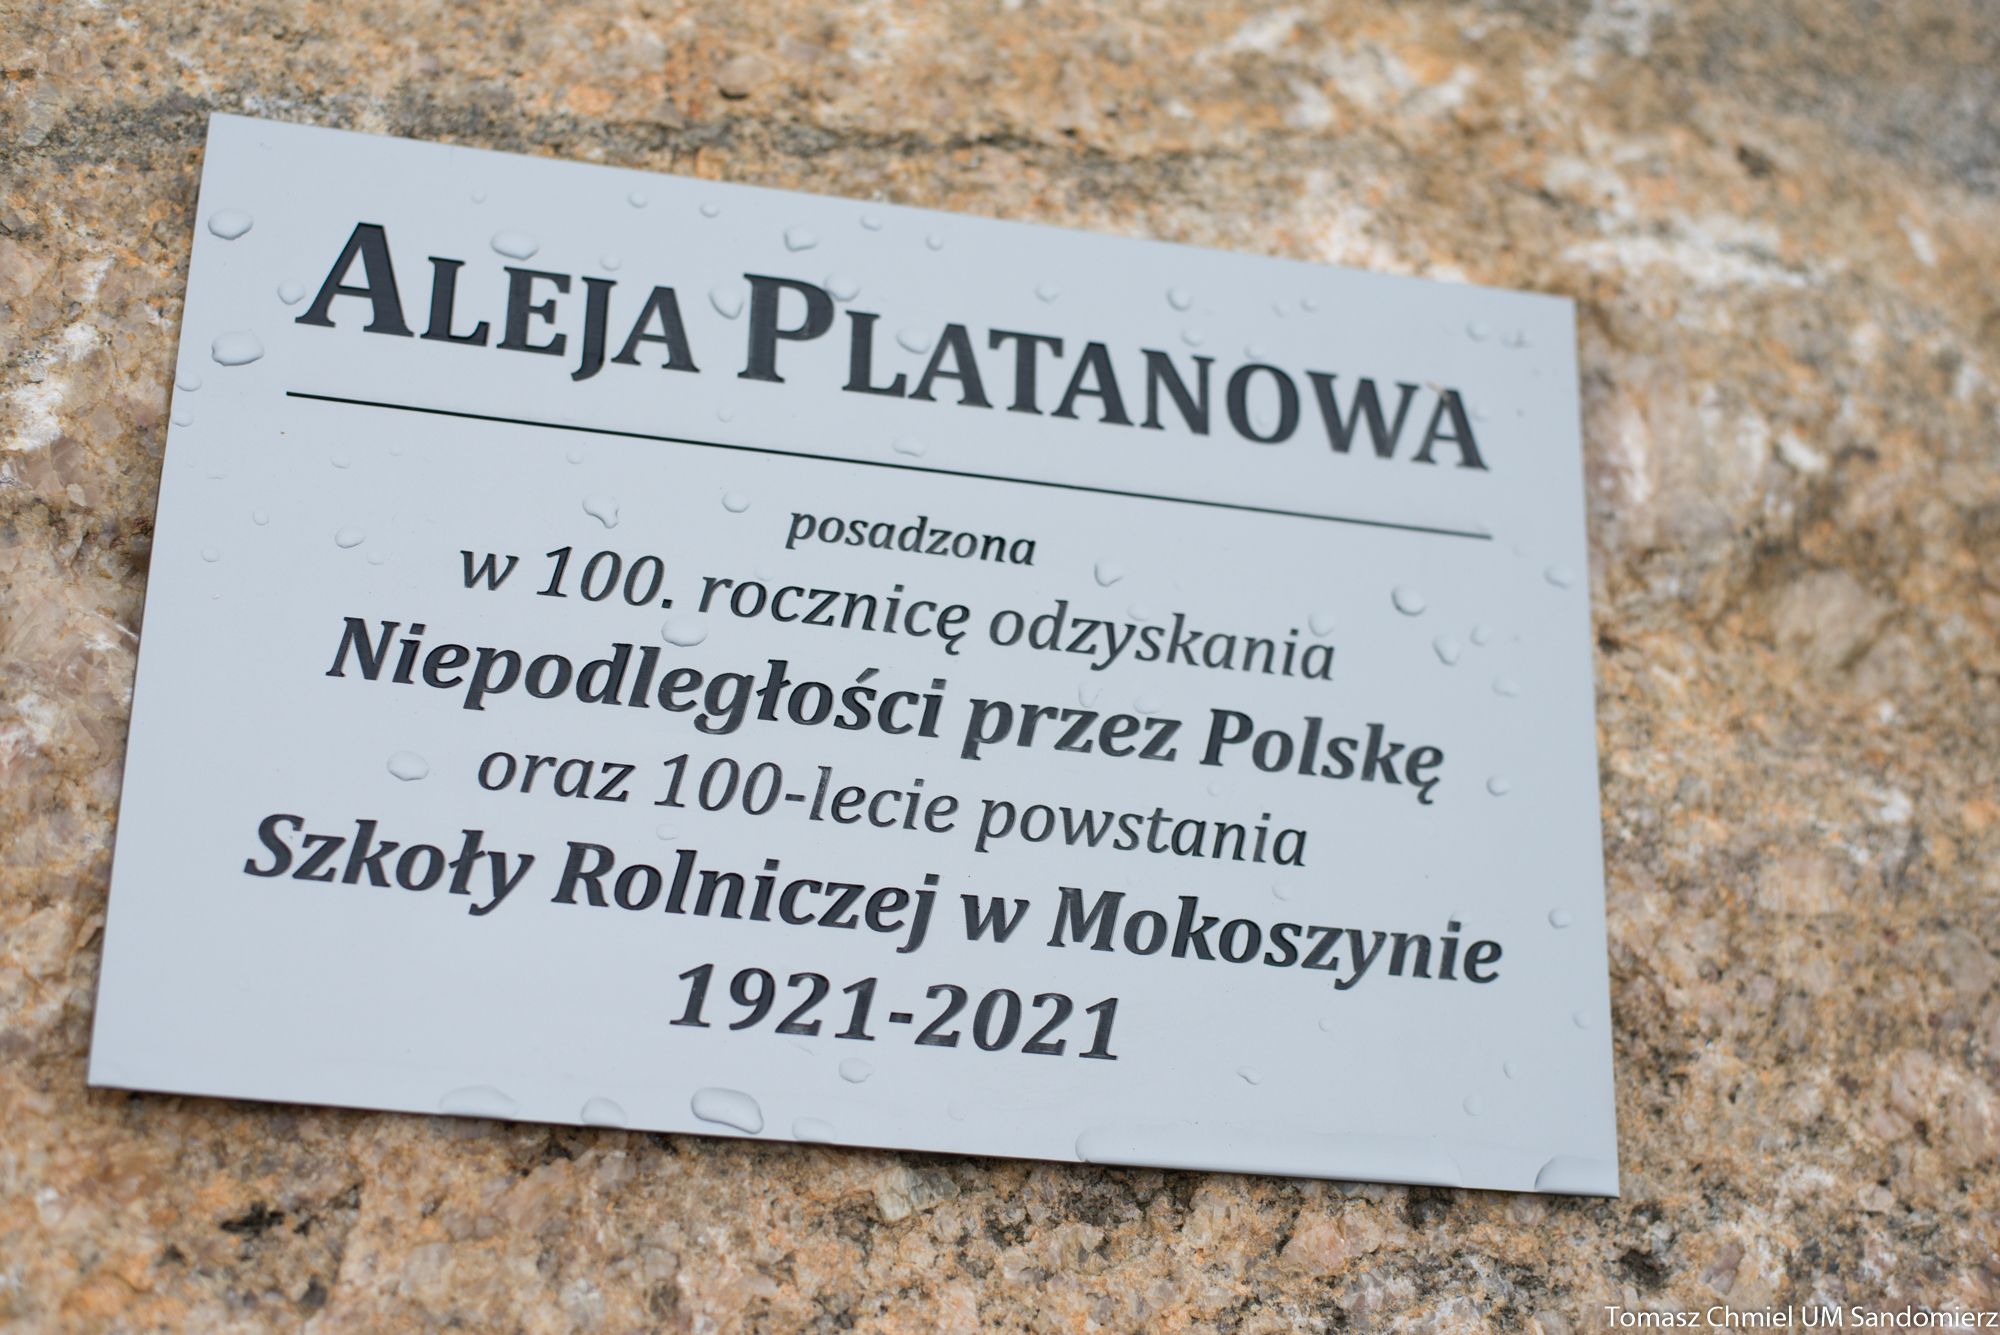 ALEJA PLATANOWA
posadzona
w 100. rocznicę odzyskania
Niepodległości przez Polskę
oraz 100-lecie powstania
Szkoły Rolniczej w Mokoszynie
1921-2021
Tomasz Chmiel UM Sandomierz